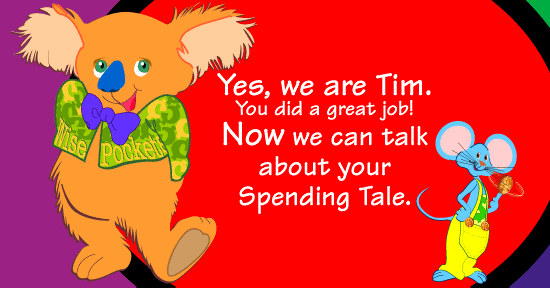 Yes, we are Tim.
You did a great job!
Now we can talk
about your
Spending Tale.
Wise Pockets